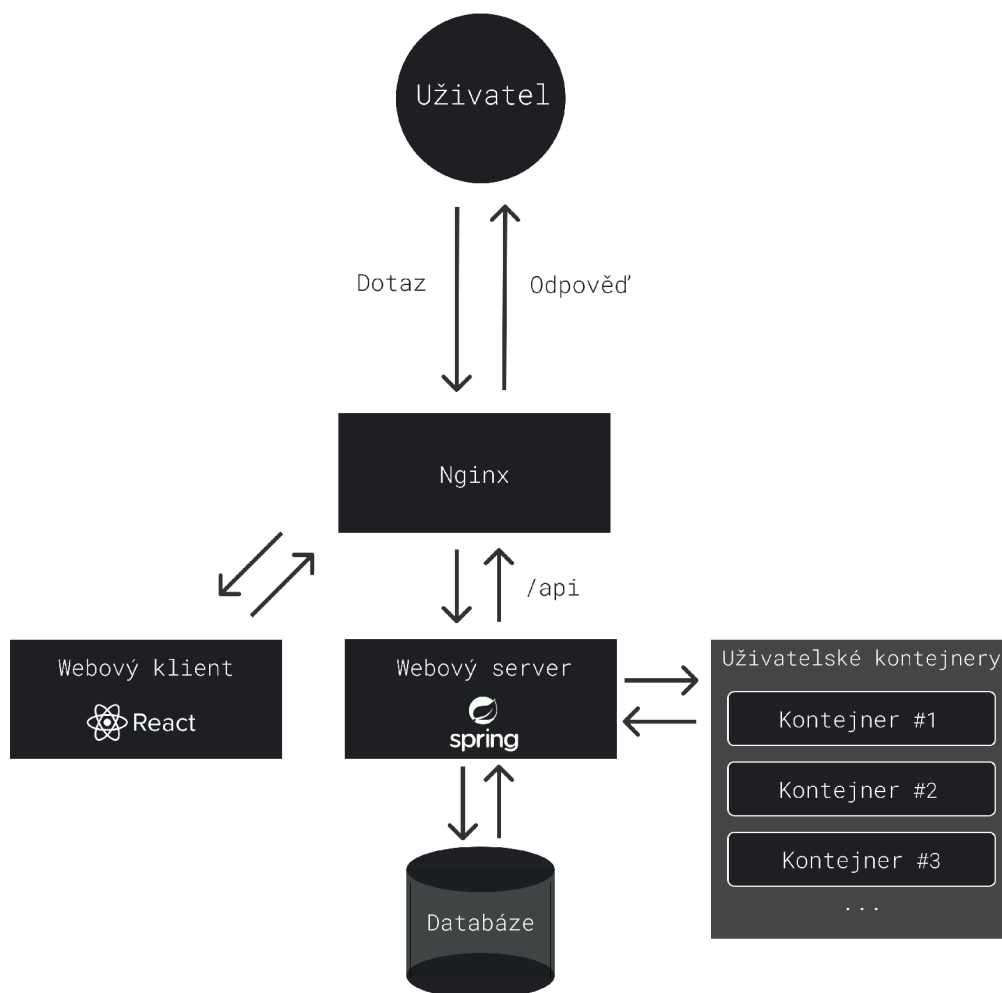 Uživatel
Dotaz
Odpověď
Nginx
/api
Webový klient
React
Webový server
spring
Uživatelské kontejnery
Kontejner #1
Kontejner #2
Kontejner #3
...
Databáze